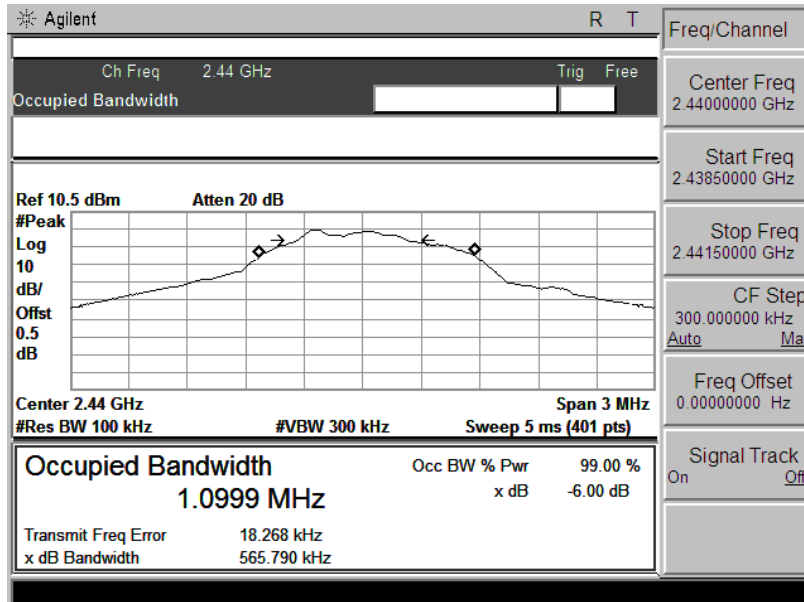 Agilent R T
Ch Freq 2.44 GHz Trig Free
Occupied Bandwidth
Ref 10.5 dBm Atten 20 dB
#Peak
Log
10
dB/
Offst
0.5
dB
Center 2.44 GHz Span 3 MHz
#Res BW 100 kHz #VBW 300 kHz Sweep 5 ms (401 pts)
Occupied Bandwidth
1.0999 MHz
Occ BW % Pwr 99.00 %
x dB -6.00 dB
Transmit Freq Error 18.268 kHz
x dB Bandwidth 565.790 kHz
Freq/Channel
Center Freq
2.44000000 GHz
Start Freq
2.43850000 GHz
Stop Freq
2.44150000 GHz
CF Step
300.000000 kHz
Auto Ma
Freq Offset
0.00000000 Hz
Signal Track
On Off